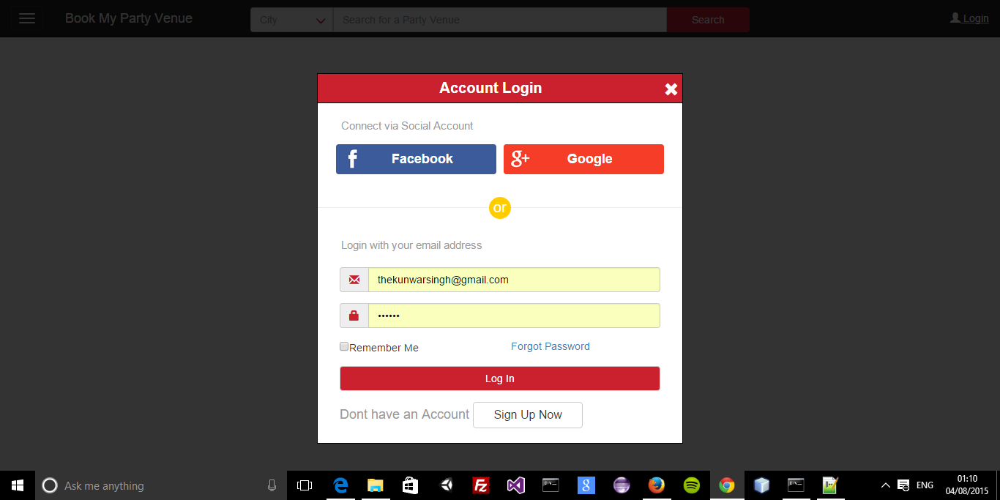 Book My Party Venue
City
Search for a Party Venue
Search
Login
Account Login
Connect via Social Account
f
Facebook
g+
Google
or
Login with your email address
thekunwarsingh@gmail.com
••••••
Remember Me
Forgot Password
Log In
Dont have an Account
Sign Up Now
Ask me anything
ENG
01:10
04/08/2015